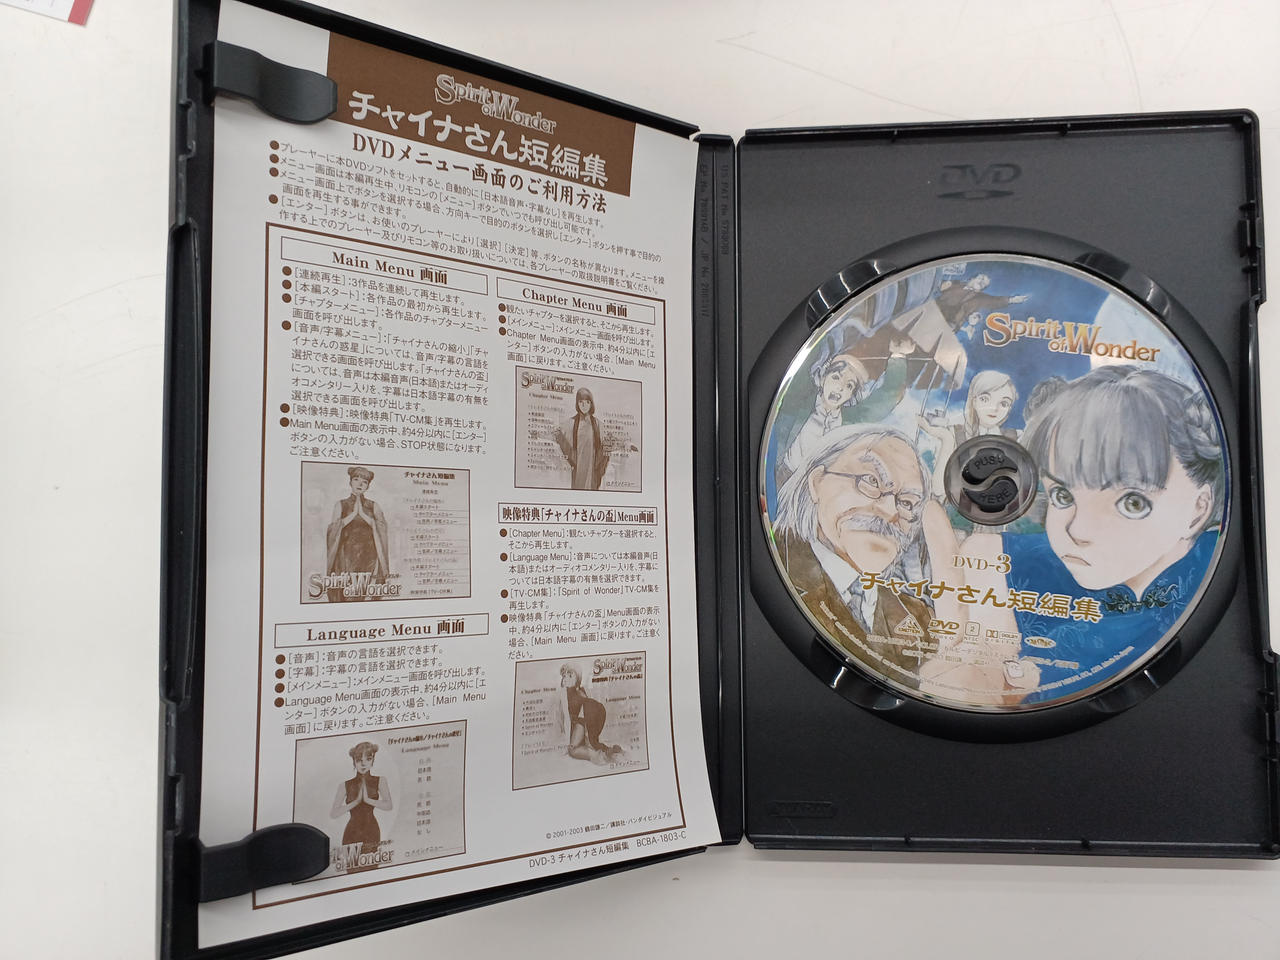 Spirit of Wonder
チャイナさん短編集
DVDメニュー画面のご利用方法
●プレーヤーに本DVDソフトをセットすると、自動的に[日本語音声・字幕なし]を再生します。
●メニュー画面は本編再生中、リモコンの[メニュー]ボタンでいつでも呼び出し可能です。
●メニュー画面上でボタンを選択する場合、方向キーで目的のボタンを選択し[エンター]ボタンを押す事で目的の
画面を再生する事ができます。
●[エンター]ボタンは、お使いのプレーヤーにより[選択][決定]等、ボタンの名称が異なります。メニューを操
作する上でのプレーヤー及びリモコン等のお取り扱いについては、各プレーヤーの取扱説明書をご覧ください。
Main Menu 画面
●[連続再生]:3作品を連続して再生します。
●[本編スタート]:各作品の最初から再生します。
●[チャプターメニュー]:各作品のチャプターメニュー
画面を呼び出します。
●[音声/字幕メニュー]:「チャイナさんの縮小」「チャ
イナさんの惑星」については、音声/字幕の言語を
選択できる画面を呼び出します。「チャイナさんの盃」
については、音声は本編音声(日本語)またはオーディ
オコメンタリー入りを、字幕は日本語字幕の有無を
選択できる画面を呼び出します。
●[映像特典]:映像特典「TV-CM集」を再生します。
●Main Menu画面の表示中、約4分以内に[エンター]
ボタンの入力がない場合、STOP状態になります。
ご注意ください。
チャイナさん短編集
Main Menu
Spirit of Wonder
Language Menu 画面
●[音声]:音声の言語を選択できます。
●[字幕]:字幕の言語を選択できます。
●[メインメニュー]:メインメニュー画面を呼び出します。
●Language Menu画面の表示中、約4分以内に[エ
ンター]ボタンの入力がない場合、[Main Menu
画面]に戻ります。ご注意ください。
Language Menu
of Wonder
Chapter Menu 画面
●観たいチャプターを選択すると、そこから再生します。
●[メインメニュー]:メインメニュー画面を呼び出します。
●Chapter Menu画面の表示中、約4分以内に[エ
ンター]ボタンの入力がない場合、[Main Menu
画面]に戻ります。ご注意ください。
Spirit of Wonder
Chapter Menu
映像特典「チャイナさんの盃」Menu画面
●[Chapter Menu]:観たいチャプターを選択すると、
そこから再生します。
●[Language Menu]:音声については本編音声(日
本語)またはオーディオコメンタリー入りを、字幕に
ついては日本語字幕の有無を選択できます。
●[TV-CM集]:「Spirit of Wonder」TV-CM集を
再生します。
●映像特典「チャイナさんの盃」Menu画面の表示
中、約4分以内に[エンター]ボタンの入力がない
場合、[Main Menu 画面]に戻ります。ご注意く
ださい。
Spirit of Wonder
Chapter Menu
Language Menu
© 2001-2003 鶴田謙二/講談社・バンダイビジュアル
DVD-3 チャイナさん短編集 BCBA-1803-C
DVD
Spirit of Wonder
PUSH HERE
DVD-3
チャイナさん短編集
EMOTION
DVD
VIDEO
2
NTSC
DOLBY